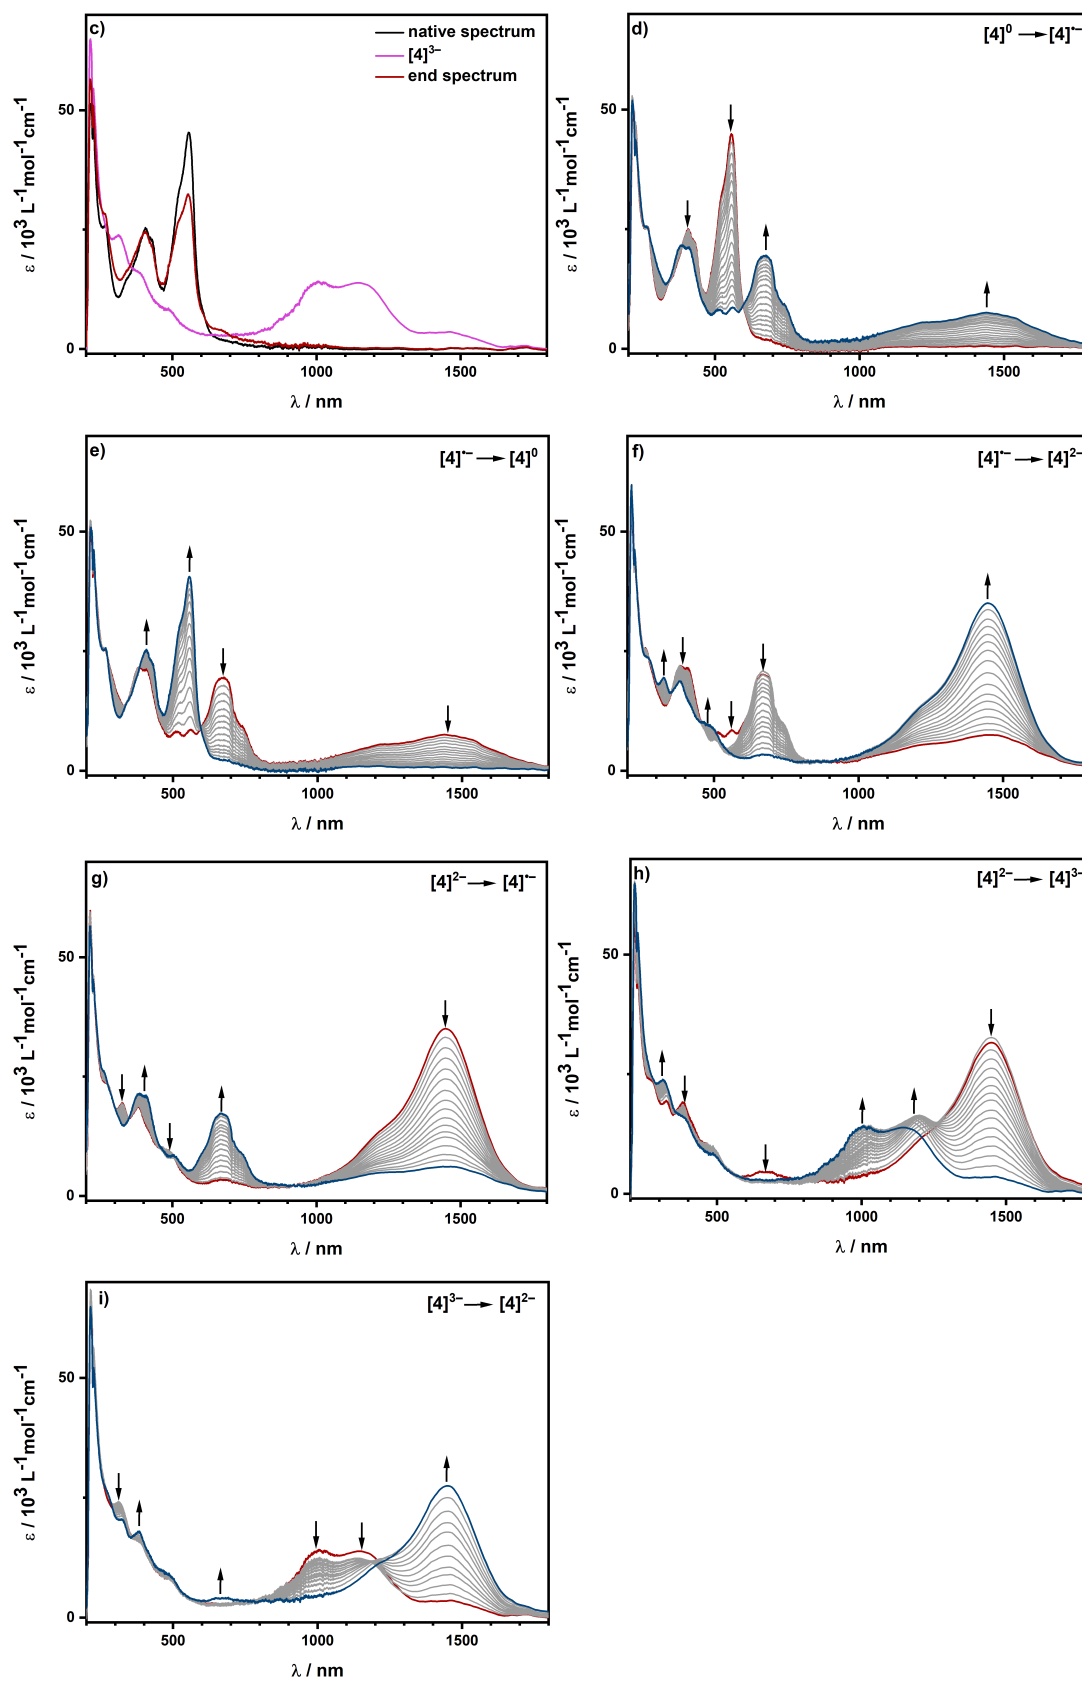 c)
native spectrum
[4]³⁻
end spectrum
50
0
500
1000
1500
ε / 10³ L⁻¹mol⁻¹cm⁻¹
λ / nm
d)
[4]⁰ → [4]•⁻
50
0
500
1000
1500
ε / 10³ L⁻¹mol⁻¹cm⁻¹
λ / nm
e)
[4]•⁻ → [4]⁰
50
0
500
1000
1500
ε / 10³ L⁻¹mol⁻¹cm⁻¹
λ / nm
f)
[4]•⁻ → [4]²⁻
50
0
500
1000
1500
ε / 10³ L⁻¹mol⁻¹cm⁻¹
λ / nm
g)
[4]²⁻ → [4]•⁻
50
0
500
1000
1500
ε / 10³ L⁻¹mol⁻¹cm⁻¹
λ / nm
h)
[4]²⁻ → [4]³⁻
50
0
500
1000
1500
ε / 10³ L⁻¹mol⁻¹cm⁻¹
λ / nm
i)
[4]³⁻ → [4]²⁻
50
0
500
1000
1500
ε / 10³ L⁻¹mol⁻¹cm⁻¹
λ / nm